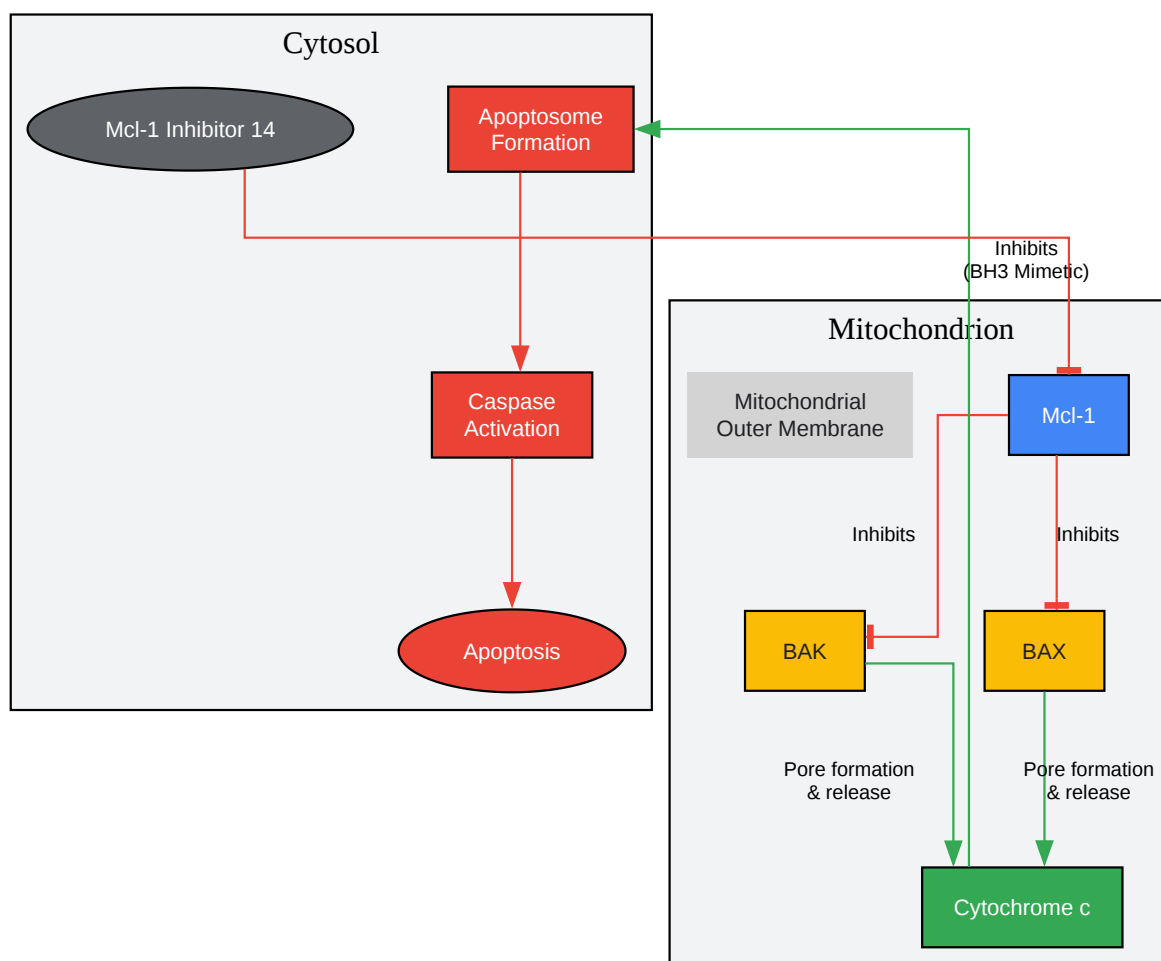 Cytosol
Mcl-1 Inhibitor 14
Apoptosome
Formation
Inhibits
(BH3 Mimetic)
Mitochondrion
Caspase
Activation
Mitochondrial
Outer Membrane
Mcl-1
Inhibits
Inhibits
Apoptosis
BAK
BAX
Pore formation
& release
Pore formation
& release
Cytochrome c